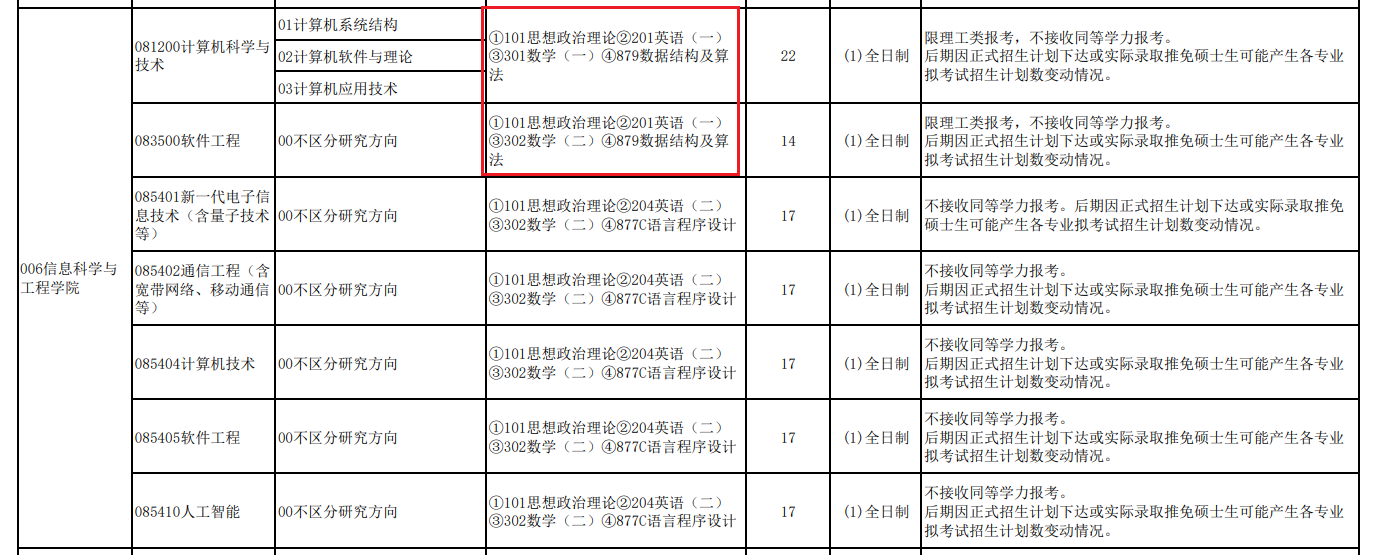 006信息科学与
工程学院
081200计算机科学与
技术
01计算机系统结构
02计算机软件与理论
03计算机应用技术
①101思想政治理论②201英语（一）
③301数学（一）④879数据结构及算
法
22
(1)全日制
限理工类报考，不接收同等学力报考。
后期因正式招生计划下达或实际录取推免硕士生可能产生各专业
拟考试招生计划数变动情况。
083500软件工程
00不区分研究方向
①101思想政治理论②201英语（一）
③302数学（二）④879数据结构及算
法
14
(1)全日制
限理工类报考，不接收同等学力报考。
后期因正式招生计划下达或实际录取推免硕士生可能产生各专业
拟考试招生计划数变动情况。
085401新一代电子信
息技术（含量子技术
等）
00不区分研究方向
①101思想政治理论②204英语（二）
③302数学（二）④877C语言程序设计
17
(1)全日制
不接收同等学力报考。后期因正式招生计划下达或实际录取推免
硕士生可能产生各专业拟考试招生计划数变动情况。
085402通信工程（含
宽带网络、移动通信
等）
00不区分研究方向
①101思想政治理论②204英语（二）
③302数学（二）④877C语言程序设计
17
(1)全日制
不接收同等学力报考。
后期因正式招生计划下达或实际录取推免硕士生可能产生各专业
拟考试招生计划数变动情况。
085404计算机技术
00不区分研究方向
①101思想政治理论②204英语（二）
③302数学（二）④877C语言程序设计
17
(1)全日制
不接收同等学力报考。
后期因正式招生计划下达或实际录取推免硕士生可能产生各专业
拟考试招生计划数变动情况。
085405软件工程
00不区分研究方向
①101思想政治理论②204英语（二）
③302数学（二）④877C语言程序设计
17
(1)全日制
不接收同等学力报考。
后期因正式招生计划下达或实际录取推免硕士生可能产生各专业
拟考试招生计划数变动情况。
085410人工智能
00不区分研究方向
①101思想政治理论②204英语（二）
③302数学（二）④877C语言程序设计
17
(1)全日制
不接收同等学力报考。
后期因正式招生计划下达或实际录取推免硕士生可能产生各专业
拟考试招生计划数变动情况。